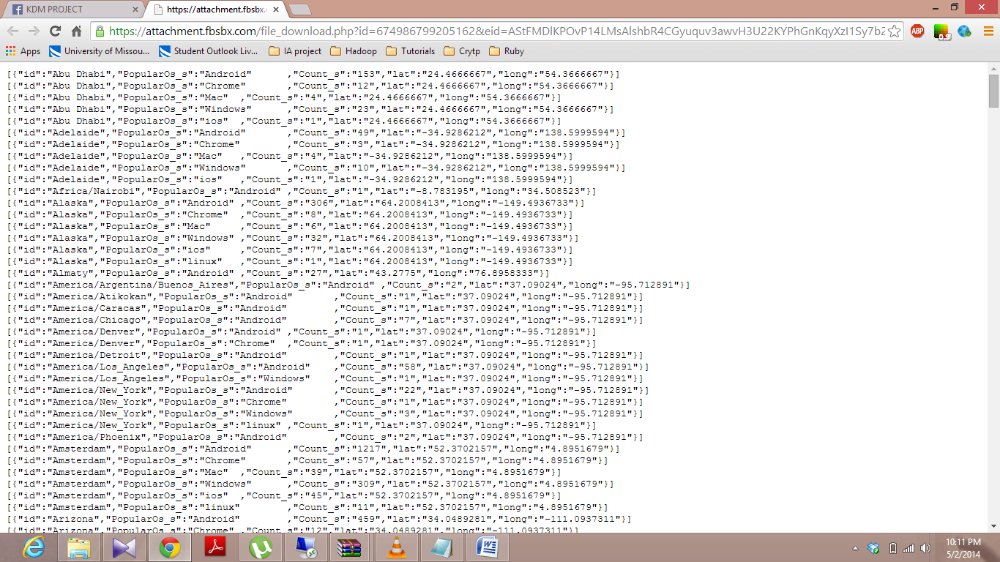 KDM PROJECT
https://attachment.fbsbx.c
https://attachment.fbsbx.com/file_download.php?id=674986769205162&eid=AStFMDlKPOvP14LMsAlshbR4CGyuquv3awvH3U22KYPhGnKqyXzI1Sy7b2
ABP
0.5
Apps University of Missou... Student Outlook Liv... IA project Hadoop Tutorials Crytp Ruby
[{"id":"Abu Dhabi","PopularOs_s":"Android" ,"Count_s":"153","lat":"24.4666667","long":"54.3666667"}]
[{"id":"Abu Dhabi","PopularOs_s":"Chrome" ,"Count_s":"12","lat":"24.4666667","long":"54.3666667"}]
[{"id":"Abu Dhabi","PopularOs_s":"Mac" ,"Count_s":"4","lat":"24.4666667","long":"54.3666667"}]
[{"id":"Abu Dhabi","PopularOs_s":"Windows" ,"Count_s":"23","lat":"24.4666667","long":"54.3666667"}]
[{"id":"Abu Dhabi","PopularOs_s":"ios" ,"Count_s":"1","lat":"24.4666667","long":"54.3666667"}]
[{"id":"Adelaide","PopularOs_s":"Android" ,"Count_s":"49","lat":"-34.9286212","long":"138.5999594"}]
[{"id":"Adelaide","PopularOs_s":"Chrome" ,"Count_s":"3","lat":"-34.9286212","long":"138.5999594"}]
[{"id":"Adelaide","PopularOs_s":"Mac" ,"Count_s":"4","lat":"-34.9286212","long":"138.5999594"}]
[{"id":"Adelaide","PopularOs_s":"Windows" ,"Count_s":"10","lat":"-34.9286212","long":"138.5999594"}]
[{"id":"Adelaide","PopularOs_s":"ios" ,"Count_s":"1","lat":"-34.9286212","long":"138.5999594"}]
[{"id":"Africa/Nairobi","PopularOs_s":"Android" ,"Count_s":"1","lat":"-8.783195","long":"34.508523"}]
[{"id":"Alaska","PopularOs_s":"Android" ,"Count_s":"306","lat":"64.2008413","long":"-149.4936733"}]
[{"id":"Alaska","PopularOs_s":"Chrome" ,"Count_s":"8","lat":"64.2008413","long":"-149.4936733"}]
[{"id":"Alaska","PopularOs_s":"Mac" ,"Count_s":"6","lat":"64.2008413","long":"-149.4936733"}]
[{"id":"Alaska","PopularOs_s":"Windows" ,"Count_s":"32","lat":"64.2008413","long":"-149.4936733"}]
[{"id":"Alaska","PopularOs_s":"ios" ,"Count_s":"7","lat":"64.2008413","long":"-149.4936733"}]
[{"id":"Alaska","PopularOs_s":"linux" ,"Count_s":"1","lat":"64.2008413","long":"-149.4936733"}]
[{"id":"Almaty","PopularOs_s":"Android" ,"Count_s":"27","lat":"43.2775","long":"76.8958333"}]
[{"id":"America/Argentina/Buenos_Aires","PopularOs_s":"Android" ,"Count_s":"2","lat":"37.09024","long":"-95.712891"}]
[{"id":"America/Atikokan","PopularOs_s":"Android" ,"Count_s":"1","lat":"37.09024","long":"-95.712891"}]
[{"id":"America/Caracas","PopularOs_s":"Android" ,"Count_s":"1","lat":"37.09024","long":"-95.712891"}]
[{"id":"America/Chicago","PopularOs_s":"Android" ,"Count_s":"7","lat":"37.09024","long":"-95.712891"}]
[{"id":"America/Denver","PopularOs_s":"Android" ,"Count_s":"1","lat":"37.09024","long":"-95.712891"}]
[{"id":"America/Denver","PopularOs_s":"Chrome" ,"Count_s":"1","lat":"37.09024","long":"-95.712891"}]
[{"id":"America/Detroit","PopularOs_s":"Android" ,"Count_s":"1","lat":"37.09024","long":"-95.712891"}]
[{"id":"America/Los_Angeles","PopularOs_s":"Android" ,"Count_s":"58","lat":"37.09024","long":"-95.712891"}]
[{"id":"America/Los_Angeles","PopularOs_s":"Windows" ,"Count_s":"1","lat":"37.09024","long":"-95.712891"}]
[{"id":"America/New_York","PopularOs_s":"Android" ,"Count_s":"22","lat":"37.09024","long":"-95.712891"}]
[{"id":"America/New_York","PopularOs_s":"Chrome" ,"Count_s":"1","lat":"37.09024","long":"-95.712891"}]
[{"id":"America/New_York","PopularOs_s":"Windows" ,"Count_s":"3","lat":"37.09024","long":"-95.712891"}]
[{"id":"America/New_York","PopularOs_s":"linux" ,"Count_s":"1","lat":"37.09024","long":"-95.712891"}]
[{"id":"America/Phoenix","PopularOs_s":"Android" ,"Count_s":"2","lat":"37.09024","long":"-95.712891"}]
[{"id":"Amsterdam","PopularOs_s":"Android" ,"Count_s":"1217","lat":"52.3702157","long":"4.8951679"}]
[{"id":"Amsterdam","PopularOs_s":"Chrome" ,"Count_s":"57","lat":"52.3702157","long":"4.8951679"}]
[{"id":"Amsterdam","PopularOs_s":"Mac" ,"Count_s":"39","lat":"52.3702157","long":"4.8951679"}]
[{"id":"Amsterdam","PopularOs_s":"Windows" ,"Count_s":"309","lat":"52.3702157","long":"4.8951679"}]
[{"id":"Amsterdam","PopularOs_s":"ios" ,"Count_s":"45","lat":"52.3702157","long":"4.8951679"}]
[{"id":"Amsterdam","PopularOs_s":"linux" ,"Count_s":"11","lat":"52.3702157","long":"4.8951679"}]
[{"id":"Arizona","PopularOs_s":"Android" ,"Count_s":"459","lat":"34.0489281","long":"-111.0937311"}]
[{"id":"Arizona","PopularOs_s":"Chrome" ,"Count_s":"12","lat":"34.0489281","long":"-111.0937311"}]
10:11 PM
5/2/2014